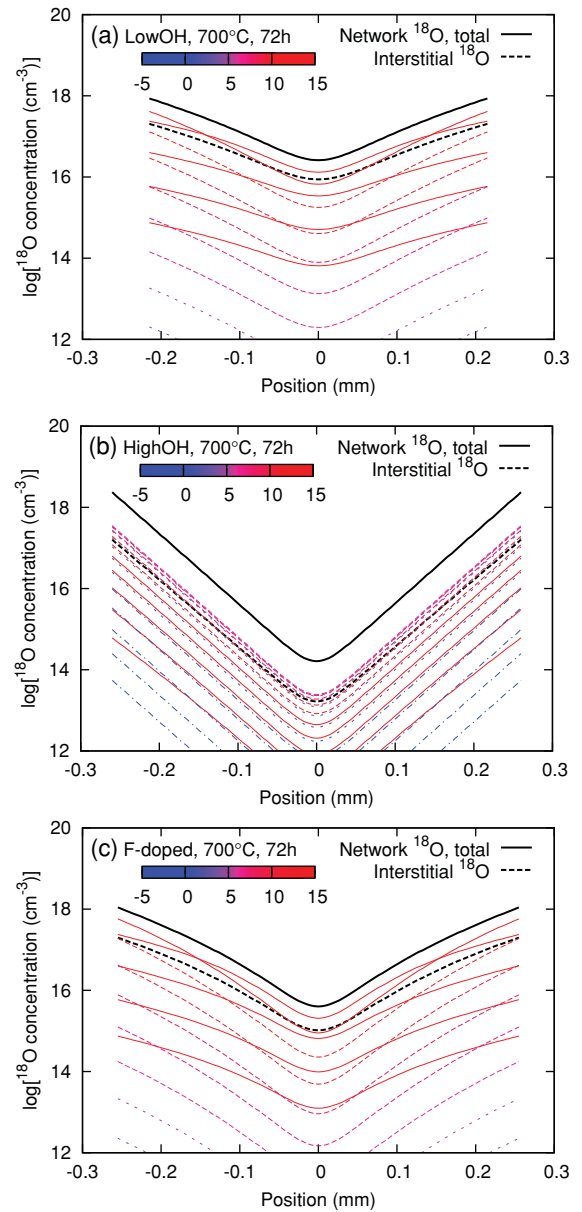 (a) LowOH, 700°C, 72h
Network ¹⁸O, total
Interstitial ¹⁸O
-5 0 5 10 15
log[¹⁸O concentration (cm⁻³)]
20
18
16
14
12
-0.3 -0.2 -0.1 0 0.1 0.2 0.3
Position (mm)
(b) HighOH, 700°C, 72h
Network ¹⁸O, total
Interstitial ¹⁸O
-5 0 5 10 15
log[¹⁸O concentration (cm⁻³)]
20
18
16
14
12
-0.3 -0.2 -0.1 0 0.1 0.2 0.3
Position (mm)
(c) F-doped, 700°C, 72h
Network ¹⁸O, total
Interstitial ¹⁸O
-5 0 5 10 15
log[¹⁸O concentration (cm⁻³)]
20
18
16
14
12
-0.3 -0.2 -0.1 0 0.1 0.2 0.3
Position (mm)